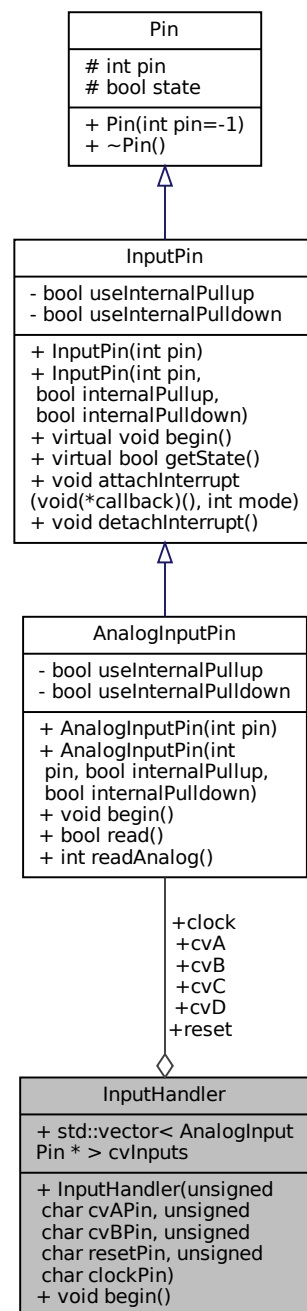 Pin
# int pin
# bool state
+ Pin(int pin=-1)
+ ~Pin()
InputPin
- bool useInternalPullup
- bool useInternalPulldown
+ InputPin(int pin)
+ InputPin(int pin,
bool internalPullup,
bool internalPulldown)
+ virtual void begin()
+ virtual bool getState()
+ void attachInterrupt
(void(*callback)(), int mode)
+ void detachInterrupt()
AnalogInputPin
- bool useInternalPullup
- bool useInternalPulldown
+ AnalogInputPin(int pin)
+ AnalogInputPin(int
pin, bool internalPullup,
bool internalPulldown)
+ void begin()
+ bool read()
+ int readAnalog()
+clock
+cvA
+cvB
+cvC
+cvD
+reset
InputHandler
+ std::vector< AnalogInput
Pin * > cvInputs
+ InputHandler(unsigned
char cvAPin, unsigned
char cvBPin, unsigned
char resetPin, unsigned
char clockPin)
+ void begin()